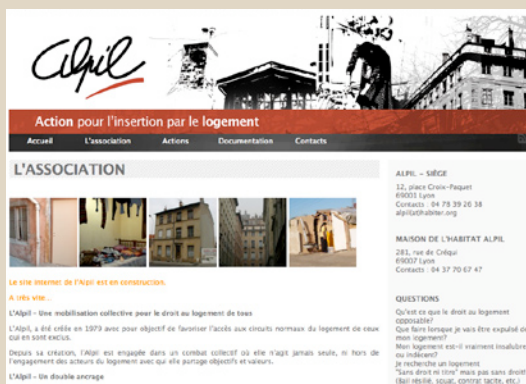 alpil
Action pour l'insertion par le logement
Accueil L'association Actions Documentation Contacts
L'ASSOCIATION
Le site internet de l'Alpil est en construction.
A très vite...
L'Alpil - Une mobilisation collective pour le droit au logement de tous
L'Alpil, a été créée en 1979 avec pour objectif de favoriser l'accès aux circuits normaux du logement de ceux
qui en sont exclus.
Depuis sa création, l'Alpil est engagée dans un combat collectif où elle n'agit jamais seule, ni hors de
l'engagement des acteurs du logement avec qui elle partage objectifs et valeurs.
L'Alpil - Un double ancrage
ALPIL - SIÈGE
12, place Croix-Paquet
69001 Lyon
Contacts : 04 78 39 26 38
alpil(at)habiter.org
MAISON DE L'HABITAT ALPIL
281, rue de Créqui
69007 Lyon
Contacts : 04 37 70 67 47
QUESTIONS
Qu'est ce que le droit au logement
opposable?
Que faire lorsque je vais être expulsé de
mon logement?
Mon logement est-il vraiment insalubre
ou indécent?
Je recherche un logement
"Sans droit ni titre" mais pas sans droit!
(Bail résilié, squat, contrat tacite, etc.)